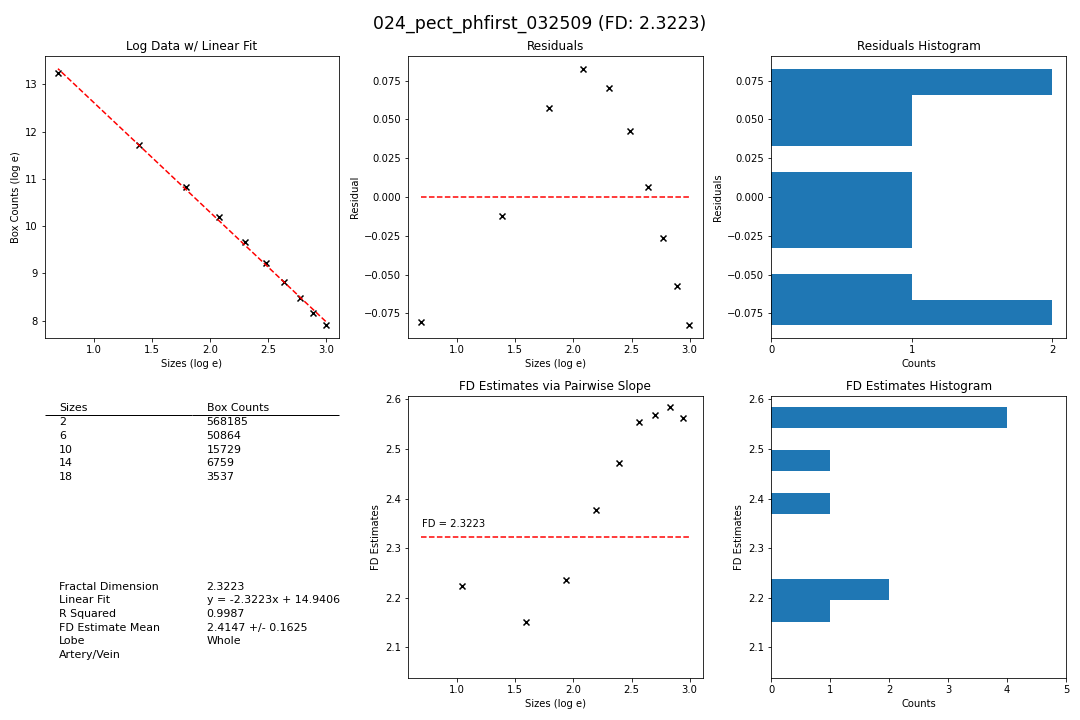 024_pect_phfirst_032509 (FD: 2.3223)
Log Data w/ Linear Fit
13
12
11
10
9
8
Box Counts (log e)
1.0 1.5 2.0 2.5 3.0
Sizes (log e)
Residuals
0.075
0.050
0.025
0.000
−0.025
−0.050
−0.075
Residual
1.0 1.5 2.0 2.5 3.0
Sizes (log e)
Residuals Histogram
0.075
0.050
0.025
0.000
−0.025
−0.050
−0.075
Residuals
0 1 2
Counts
Sizes Box Counts
2 568185
6 50864
10 15729
14 6759
18 3537
Fractal Dimension 2.3223
Linear Fit y = -2.3223x + 14.9406
R Squared 0.9987
FD Estimate Mean 2.4147 +/- 0.1625
Lobe Whole
Artery/Vein
FD Estimates via Pairwise Slope
2.6
2.5
2.4
2.3
2.2
2.1
FD Estimates
FD = 2.3223
1.0 1.5 2.0 2.5 3.0
Sizes (log e)
FD Estimates Histogram
2.6
2.5
2.4
2.3
2.2
2.1
FD Estimates
0 1 2 3 4 5
Counts